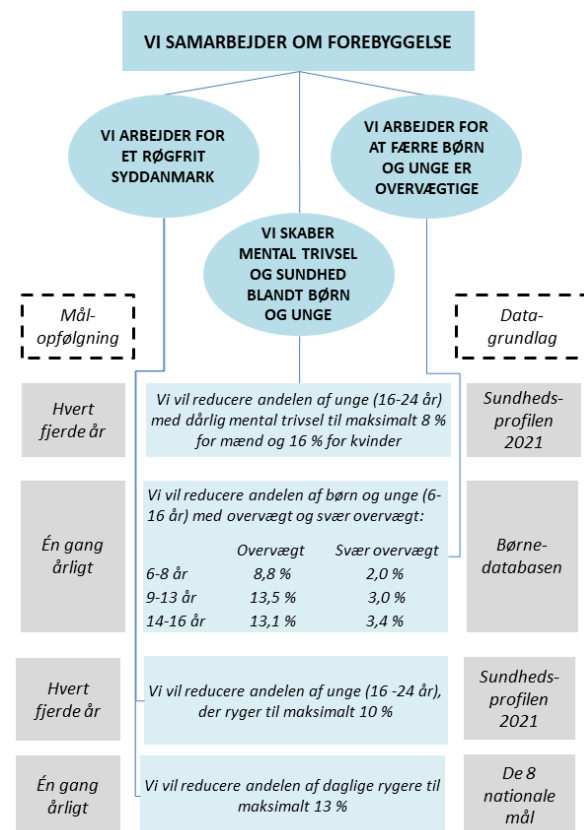 VI SAMARBEJDER OM FOREBYGGELSE
VI ARBEJDER FOR
ET RØGFRIT
SYDDANMARK
VI ARBEJDER FOR
AT FÆRRE BØRN
OG UNGE ER
OVERVÆGTIGE
VI SKABER
MENTAL TRIVSEL
OG SUNDHED
BLANDT BØRN
OG UNGE
Mål-
opfølgning
Data-
grundlag
Hvert
fjerde år
Vi vil reducere andelen af unge (16-24 år)
med dårlig mental trivsel til maksimalt 8 %
for mænd og 16 % for kvinder
Sundheds-
profilen
2021
Én gang
årligt
Vi vil reducere andelen af børn og unge (6-
16 år) med overvægt og svær overvægt:
Overvægt Svær overvægt
6-8 år 8,8 % 2,0 %
9-13 år 13,5 % 3,0 %
14-16 år 13,1 % 3,4 %
Børne-
databasen
Hvert
fjerde år
Vi vil reducere andelen af unge (16 -24 år),
der ryger til maksimalt 10 %
Sundheds-
profilen
2021
Én gang
årligt
Vi vil reducere andelen af daglige rygere til
maksimalt 13 %
De 8
nationale
mål